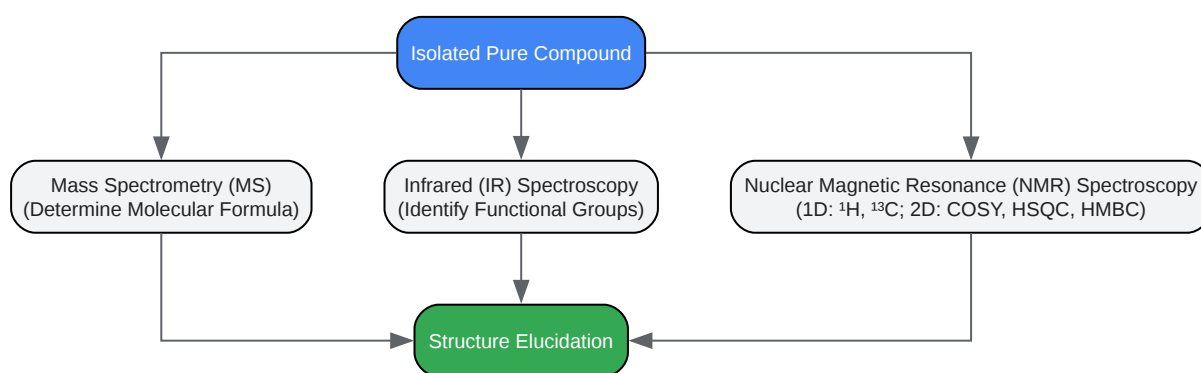 Isolated Pure Compound
Mass Spectrometry (MS)
(Determine Molecular Formula)
Infrared (IR) Spectroscopy
(Identify Functional Groups)
Nuclear Magnetic Resonance (NMR) Spectroscopy
(1D: ¹H, ¹³C; 2D: COSY, HSQC, HMBC)
Structure Elucidation